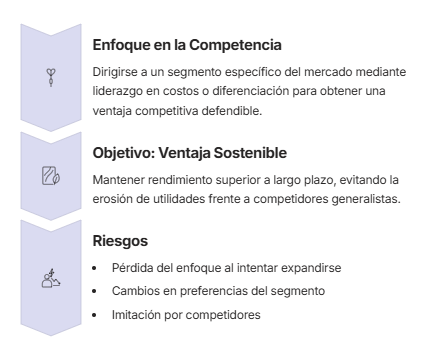 Enfoque en la Competencia
Dirigirse a un segmento específico del mercado mediante
liderazgo en costos o diferenciación para obtener una
ventaja competitiva defendible.
Objetivo: Ventaja Sostenible
Mantener rendimiento superior a largo plazo, evitando la
erosión de utilidades frente a competidores generalistas.
Riesgos
• Pérdida del enfoque al intentar expandirse
• Cambios en preferencias del segmento
• Imitación por competidores